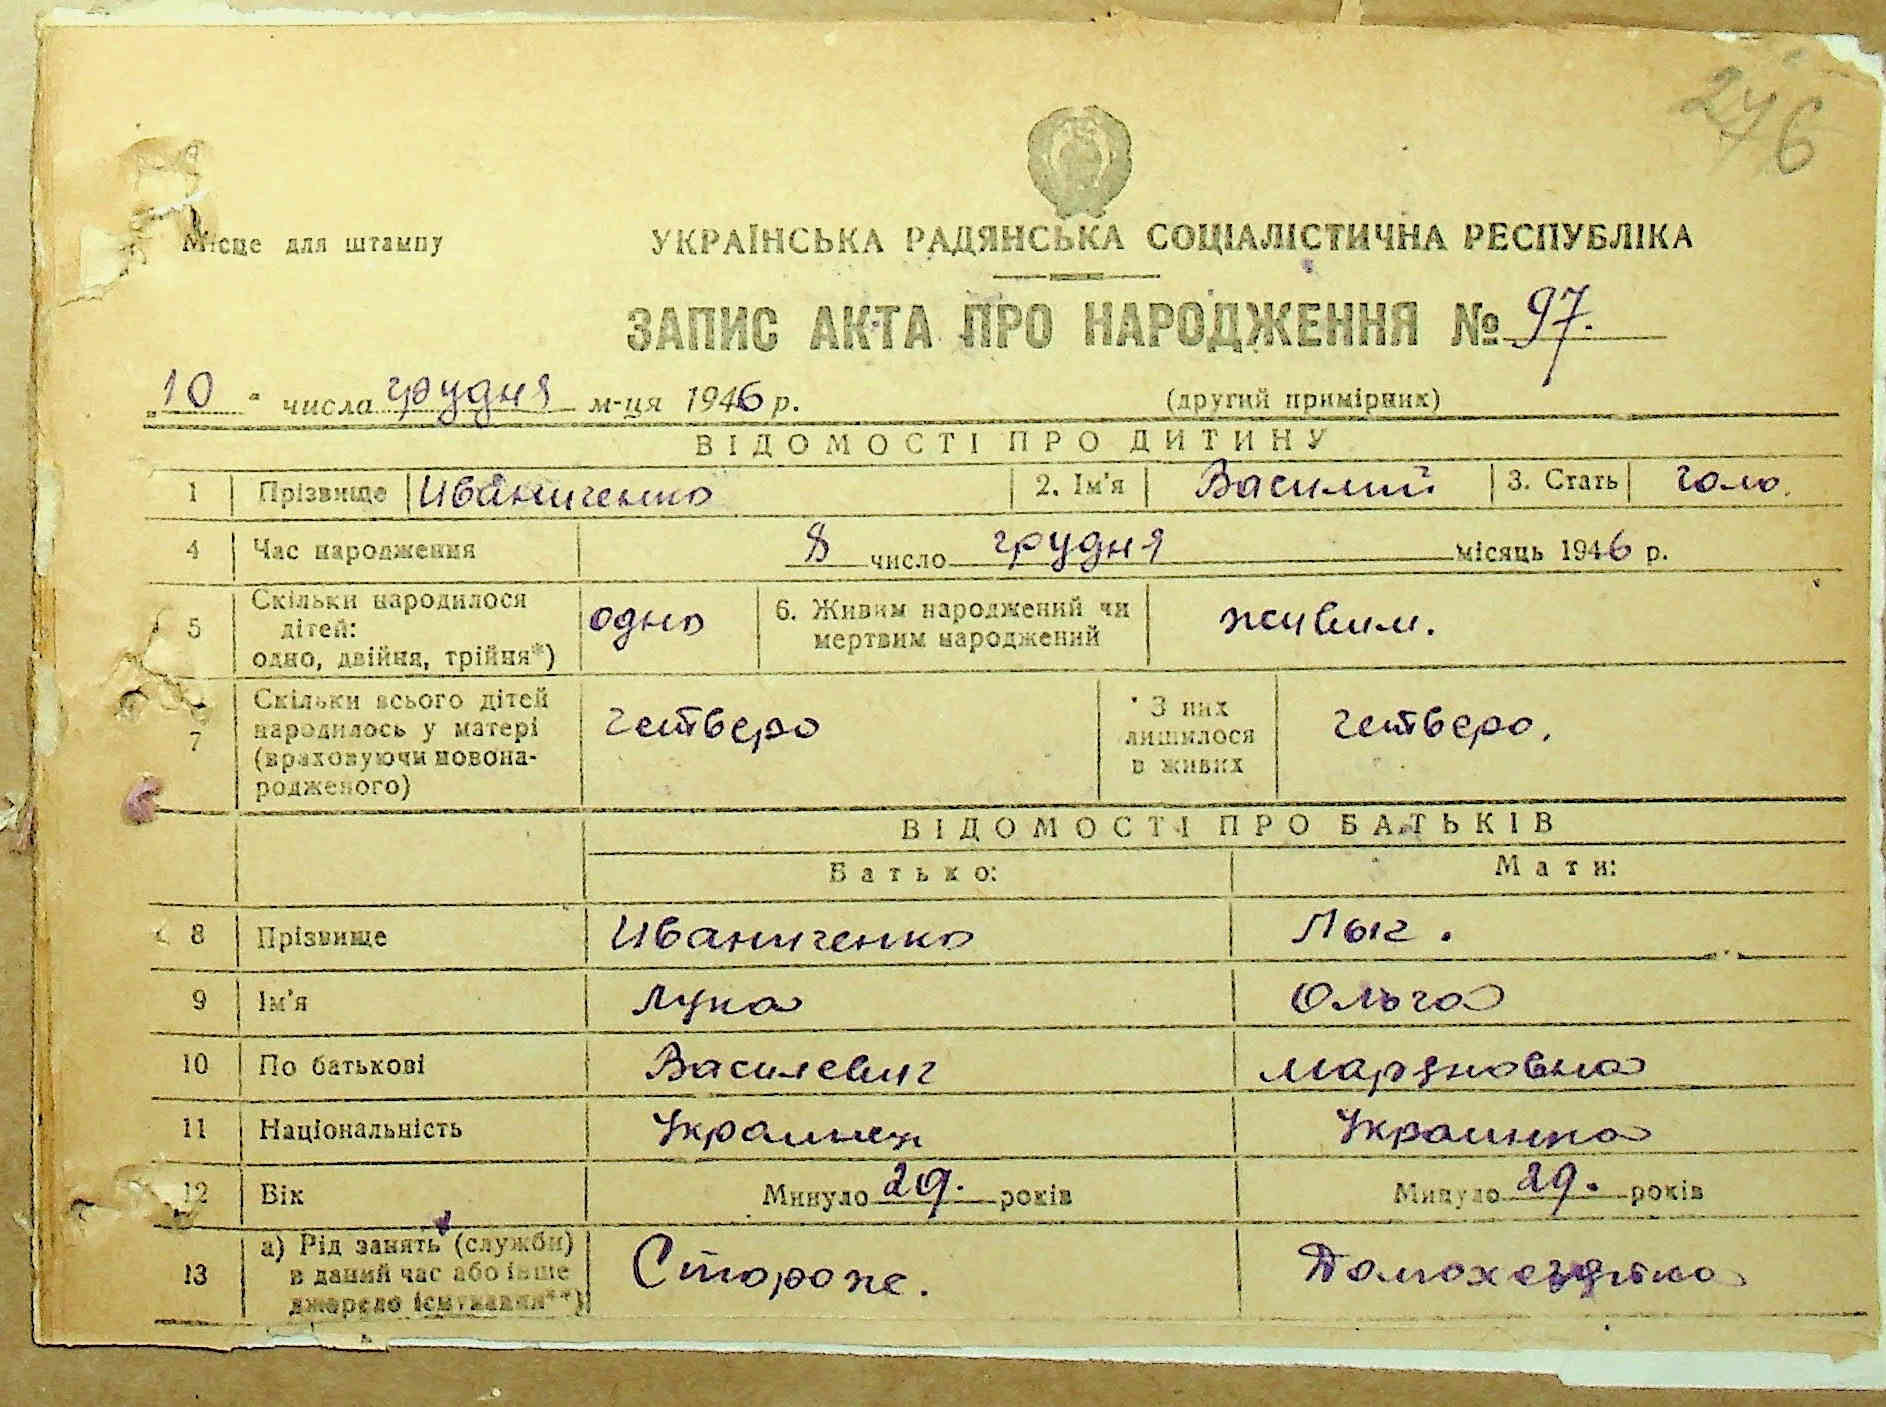 246
Місце для штампу
УКРАЇНСЬКА РАДЯНСЬКА СОЦІАЛІСТИЧНА РЕСПУБЛІКА
ЗАПИС АКТА ПРО НАРОДЖЕННЯ № 97.
„10“ числа грудня м-ця 1946 р.
(другий примірник)
ВІДОМОСТІ ПРО ДИТИНУ
1 Прізвище Иваниченко 2. Ім'я Василий 3. Стать чоло.
4 Час народження 8 число грудня місяць 1946 р.
5 Скільки народилося дітей: одно, двійня, трійня*) одно 6. Живим народжений чи мертвим народжений живим.
7 Скільки всього дітей народилось у матері (враховуючи новонародженого) четверо З них лишилося в живих четверо.
ВІДОМОСТІ ПРО БАТЬКІВ
Батько: Мати:
8 Прізвище Иваниченко Лыг.
9 Ім'я Лука Ольга
10 По батькові Василевич
11 Національність Украинец Украинка
12 Вік Минуло 29. років Минуло 29. років
13 а) Рід занять (служби) в даний час або інше джерело існування**) Стороже. Домохозяйка